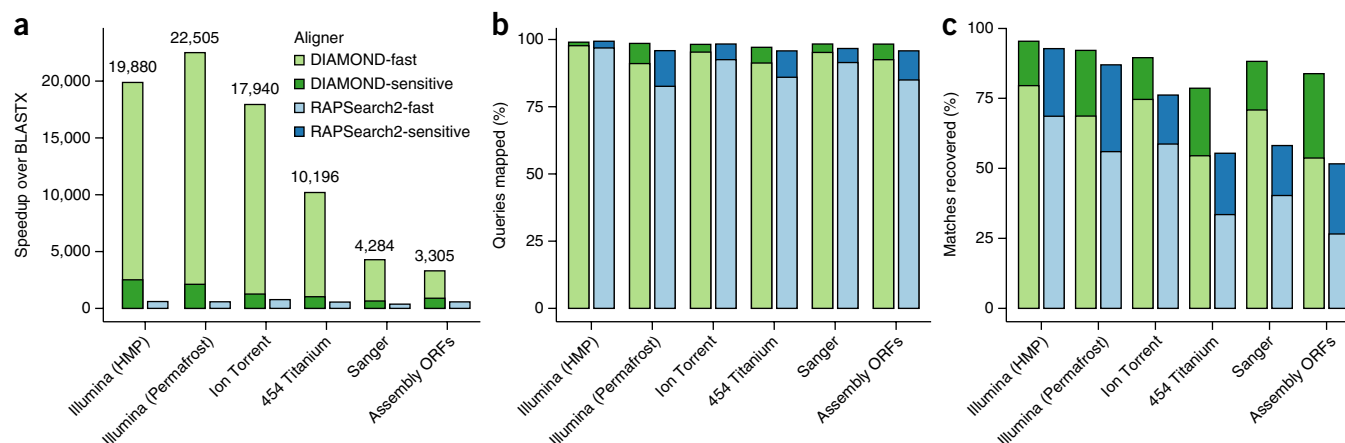 a
Speedup over BLASTX
20,000
15,000
10,000
5,000
0
19,880
22,505
17,940
10,196
4,284
3,305
Aligner
DIAMOND-fast
DIAMOND-sensitive
RAPSearch2-fast
RAPSearch2-sensitive
Illumina (HMP)
Illumina (Permafrost)
Ion Torrent
454 Titanium
Sanger
Assembly ORFs
b
Queries mapped (%)
100
75
50
25
0
Illumina (HMP)
Illumina (Permafrost)
Ion Torrent
454 Titanium
Sanger
Assembly ORFs
c
Matches recovered (%)
100
75
50
25
0
Illumina (HMP)
Illumina (Permafrost)
Ion Torrent
454 Titanium
Sanger
Assembly ORFs